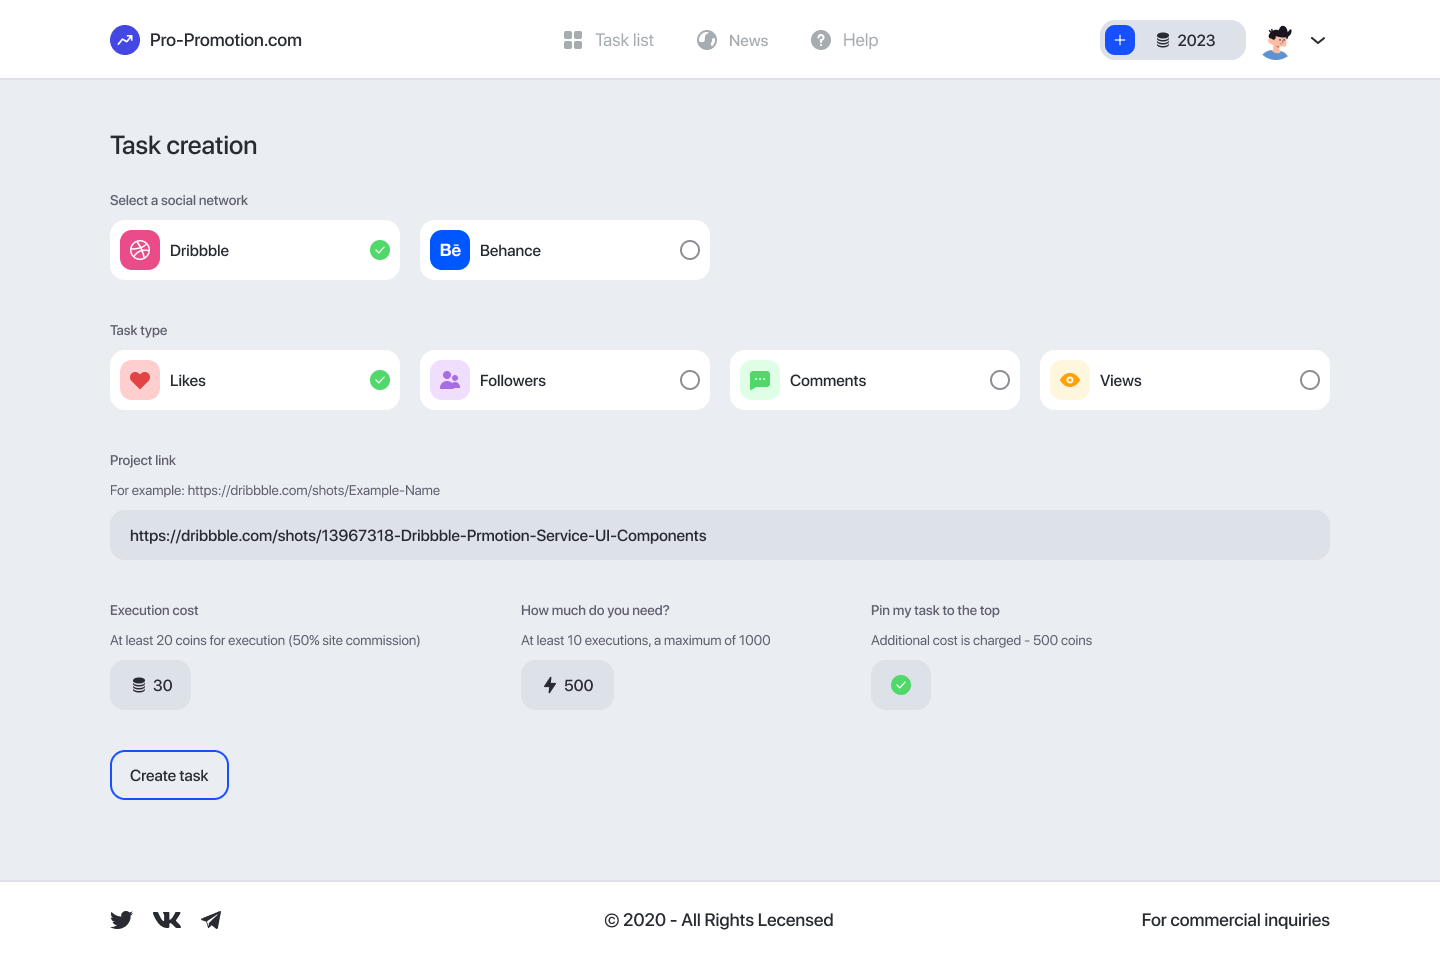 Pro-Promotion.com
Task list
News
Help
2023
Task creation
Select a social network
Dribbble
Bē
Behance
Task type
Likes
Followers
Comments
Views
Project link
For example: https://dribbble.com/shots/Example-Name
https://dribbble.com/shots/13967318-Dribbble-Prmotion-Service-UI-Components
Execution cost
At least 20 coins for execution (50% site commission)
30
How much do you need?
At least 10 executions, a maximum of 1000
500
Pin my task to the top
Additional cost is charged - 500 coins
Create task
© 2020 - All Rights Lecensed
For commercial inquiries